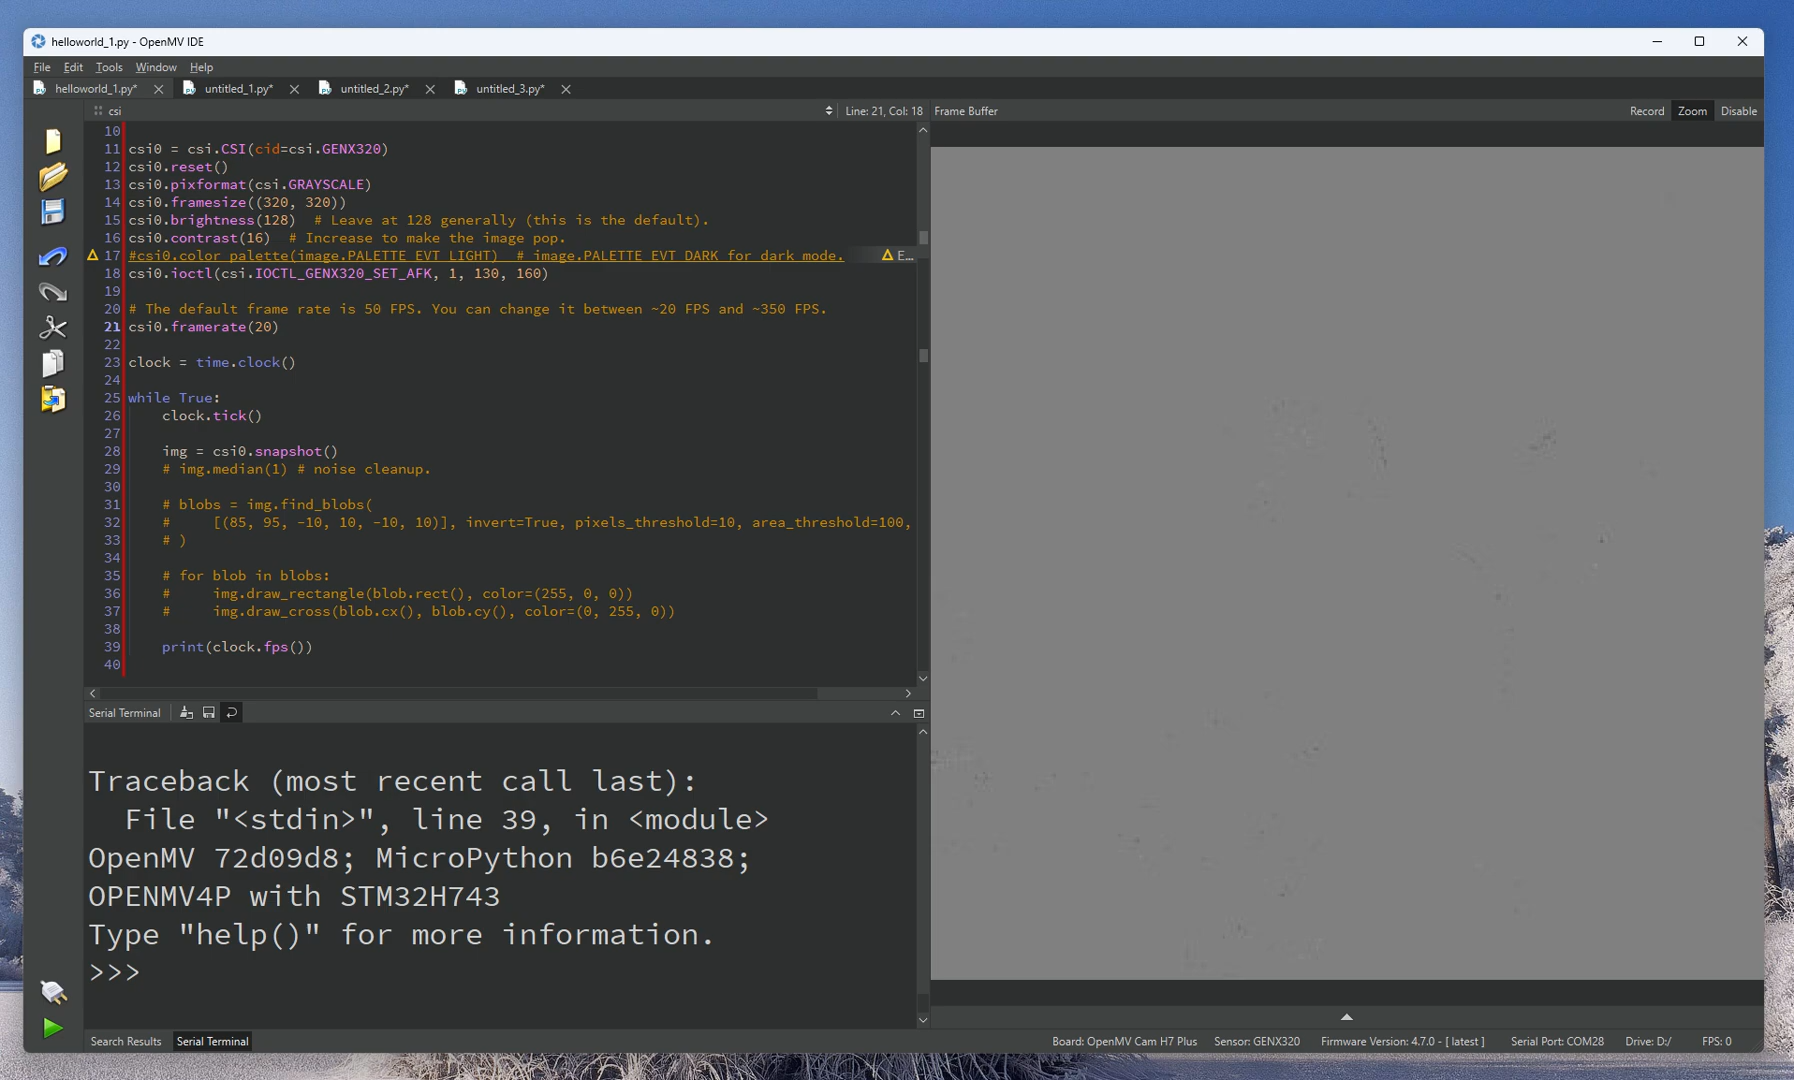 helloworld_1.py - OpenMV IDE
File Edit Tools Window Help
helloworld_1.py* untitled_1.py* untitled_2.py* untitled_3.py*
csi Line: 21, Col: 18 Frame Buffer Record Zoom Disable
10
11 csi0 = csi.CSI(cid=csi.GENX320)
12 csi0.reset()
13 csi0.pixformat(csi.GRAYSCALE)
14 csi0.framesize((320, 320))
15 csi0.brightness(128)  # Leave at 128 generally (this is the default).
16 csi0.contrast(16)  # Increase to make the image pop.
17 #csi0.color_palette(image.PALETTE_EVT_LIGHT)  # image.PALETTE_EVT_DARK for dark mode. E...
18 csi0.ioctl(csi.IOCTL_GENX320_SET_AFK, 1, 130, 160)
19
20 # The default frame rate is 50 FPS. You can change it between ~20 FPS and ~350 FPS.
21 csi0.framerate(20)
22
23 clock = time.clock()
24
25 while True:
26     clock.tick()
27
28     img = csi0.snapshot()
29     # img.median(1) # noise cleanup.
30
31     # blobs = img.find_blobs(
32     #     [(85, 95, -10, 10, -10, 10)], invert=True, pixels_threshold=10, area_threshold=100,
33     # )
34
35     # for blob in blobs:
36     #     img.draw_rectangle(blob.rect(), color=(255, 0, 0))
37     #     img.draw_cross(blob.cx(), blob.cy(), color=(0, 255, 0))
38
39     print(clock.fps())
40
Serial Terminal
Traceback (most recent call last):
  File "<stdin>", line 39, in <module>
OpenMV 72d09d8; MicroPython b6e24838;
OPENMV4P with STM32H743
Type "help()" for more information.
>>>
Search Results Serial Terminal Board: OpenMV Cam H7 Plus Sensor: GENX320 Firmware Version: 4.7.0 - [ latest ] Serial Port: COM28 Drive: D:/ FPS: 0